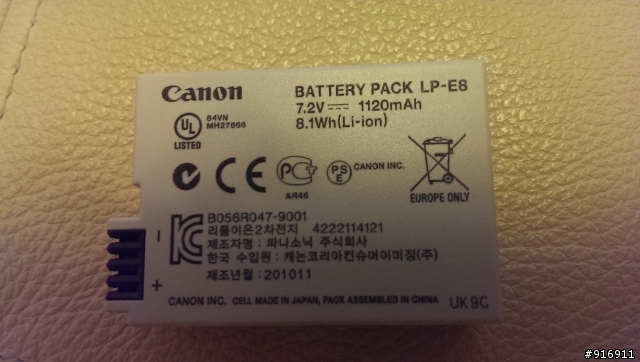 Canon
BATTERY PACK LP-E8
7.2V 1120mAh
8.1Wh(Li-ion)
UL
LISTED
84VN
MH27866
CE
PCT
AR46
PS
E
CANON INC.
EUROPE ONLY
B056R047-9001
리튬이온2차전지 4222114121
제조자명 : 파나소닉 주식회사
한국 수입원 : 캐논코리아컨슈머이미징(주)
제조년월 : 201011
− 
+
CANON INC. CELL MADE IN JAPAN, PACK ASSEMBLED IN CHINA
UK 9C
#916911